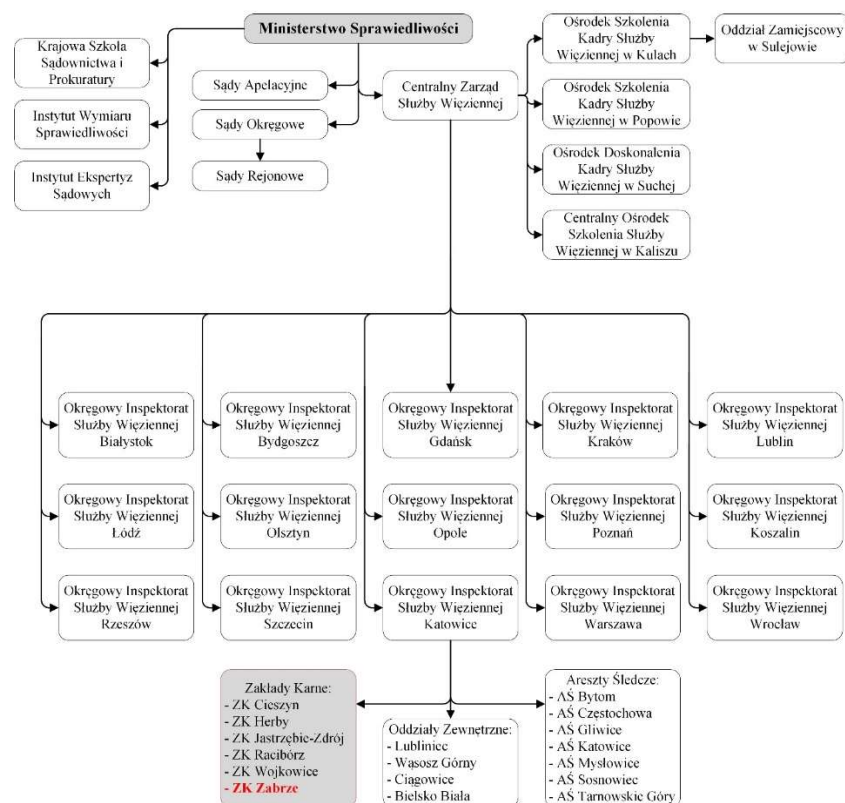 Ministerstwo Sprawiedliwości
Krajowa Szkoła
Sądownictwa i
Prokuratury
Instytut Wymiaru
Sprawiedliwości
Instytut Ekspertyz
Sądowych
Sądy Apelacyjne
Sądy Okręgowe
Sądy Rejonowe
Centralny Zarząd
Służby Więziennej
Ośrodek Szkolenia
Kadry Służby
Więziennej w Kulach
Oddział Zamiejscowy
w Sulejowie
Ośrodek Szkolenia
Kadry Służby
Więziennej w Popowie
Ośrodek Doskonalenia
Kadry Służby
Więziennej w Suchej
Centralny Ośrodek
Szkolenia Służby
Więziennej w Kaliszu
Okręgowy Inspektorat
Służby Więziennej
Białystok
Okręgowy Inspektorat
Służby Więziennej
Bydgoszcz
Okręgowy Inspektorat
Służby Więziennej
Gdańsk
Okręgowy Inspektorat
Służby Więziennej
Kraków
Okręgowy Inspektorat
Służby Więziennej
Lublin
Okręgowy Inspektorat
Służby Więziennej
Łódź
Okręgowy Inspektorat
Służby Więziennej
Olsztyn
Okręgowy Inspektorat
Służby Więziennej
Opole
Okręgowy Inspektorat
Służby Więziennej
Poznań
Okręgowy Inspektorat
Służby Więziennej
Koszalin
Okręgowy Inspektorat
Służby Więziennej
Rzeszów
Okręgowy Inspektorat
Służby Więziennej
Szczecin
Okręgowy Inspektorat
Służby Więziennej
Katowice
Okręgowy Inspektorat
Służby Więziennej
Warszawa
Okręgowy Inspektorat
Służby Więziennej
Wrocław
Zakłady Karne:
- ZK Cieszyn
- ZK Herby
- ZK Jastrzębie-Zdrój
- ZK Racibórz
- ZK Wojkowice
- ZK Zabrze
Oddziały Zewnętrzne:
- Lubliniec
- Wąsosz Górny
- Ciągowice
- Bielsko Biała
Areszty Śledcze:
- AŚ Bytom
- AŚ Częstochowa
- AŚ Gliwice
- AŚ Katowice
- AŚ Mysłowice
- AŚ Sosnowiec
- AŚ Tarnowskie Góry